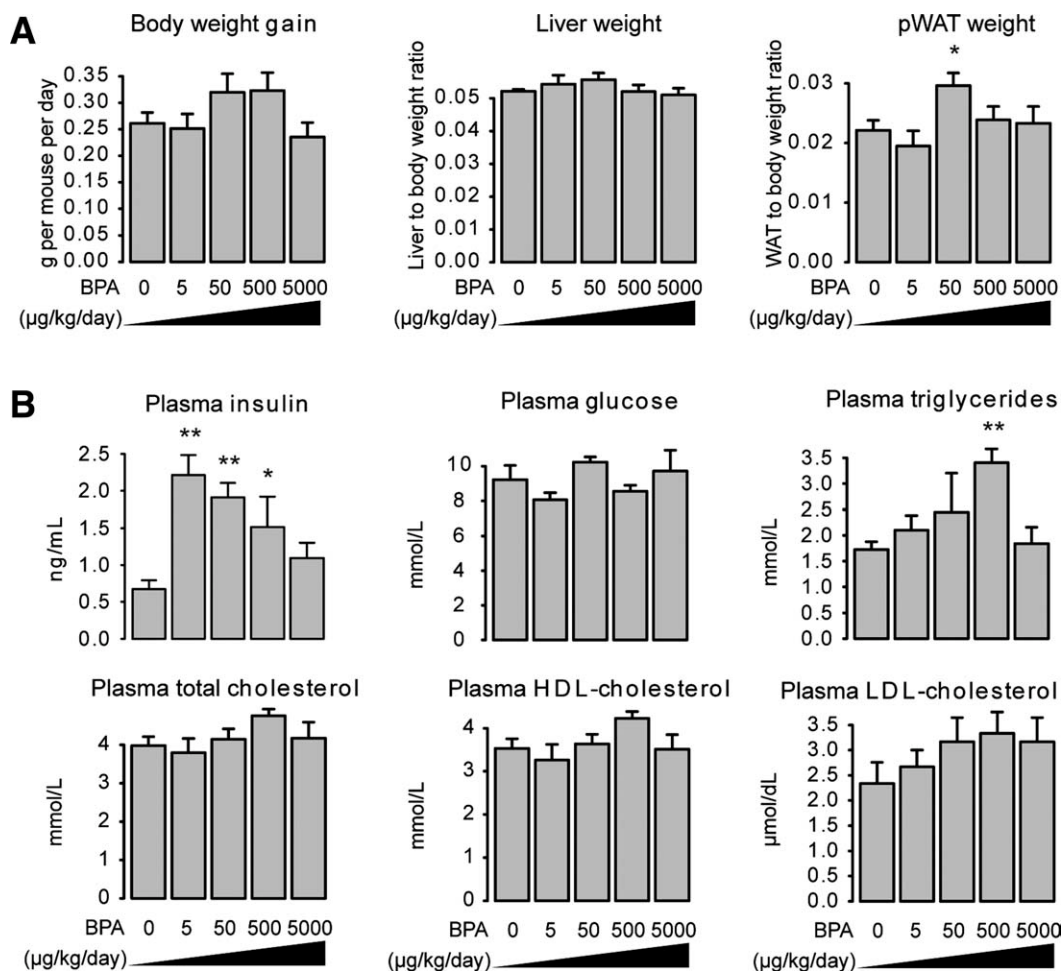 A
Body weight gain
g per mouse per day
0.35
0.30
0.25
0.20
0.15
0.10
0.05
0.00
BPA 0 5 50 500 5000
(µg/kg/day)
Liver weight
Liver to body weight ratio
0.05
0.04
0.03
0.02
0.01
0.00
BPA 0 5 50 500 5000
(µg/kg/day)
pWAT weight
WAT to body weight ratio
*
0.03
0.02
0.01
0.00
BPA 0 5 50 500 5000
(µg/kg/day)
B
Plasma insulin
ng/mL
** ** *
2.5
2.0
1.5
1.0
0.5
0.0
Plasma glucose
mmol/L
10
8
6
4
2
0
Plasma triglycerides
mmol/L
**
3.5
3.0
2.5
2.0
1.5
1.0
0.5
0.0
Plasma total cholesterol
mmol/L
4
3
2
1
0
BPA 0 5 50 500 5000
(µg/kg/day)
Plasma HDL-cholesterol
mmol/L
4
3
2
1
0
BPA 0 5 50 500 5000
(µg/kg/day)
Plasma LDL-cholesterol
µmol/dL
3.5
3.0
2.5
2.0
1.5
1.0
0.5
0.0
BPA 0 5 50 500 5000
(µg/kg/day)